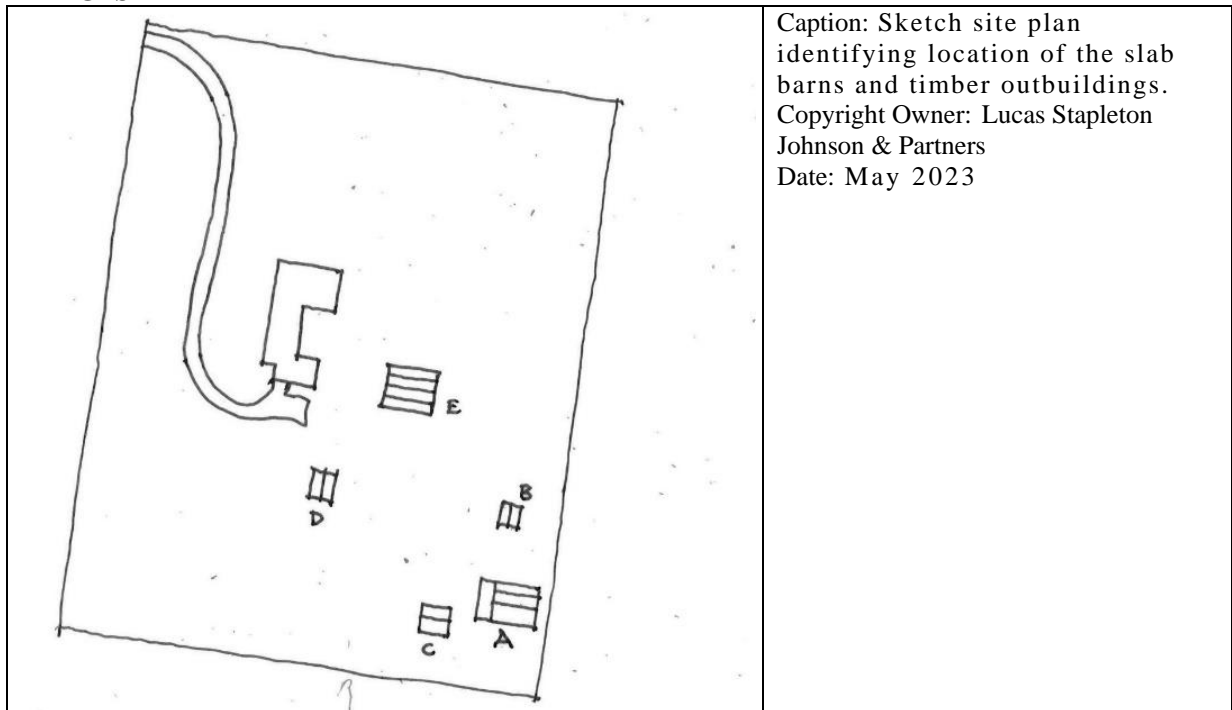 Caption: Sketch site plan
identifying location of the slab
barns and timber outbuildings.
Copyright Owner: Lucas Stapleton
Johnson & Partners
Date: May 2023
E
B
D
A
C